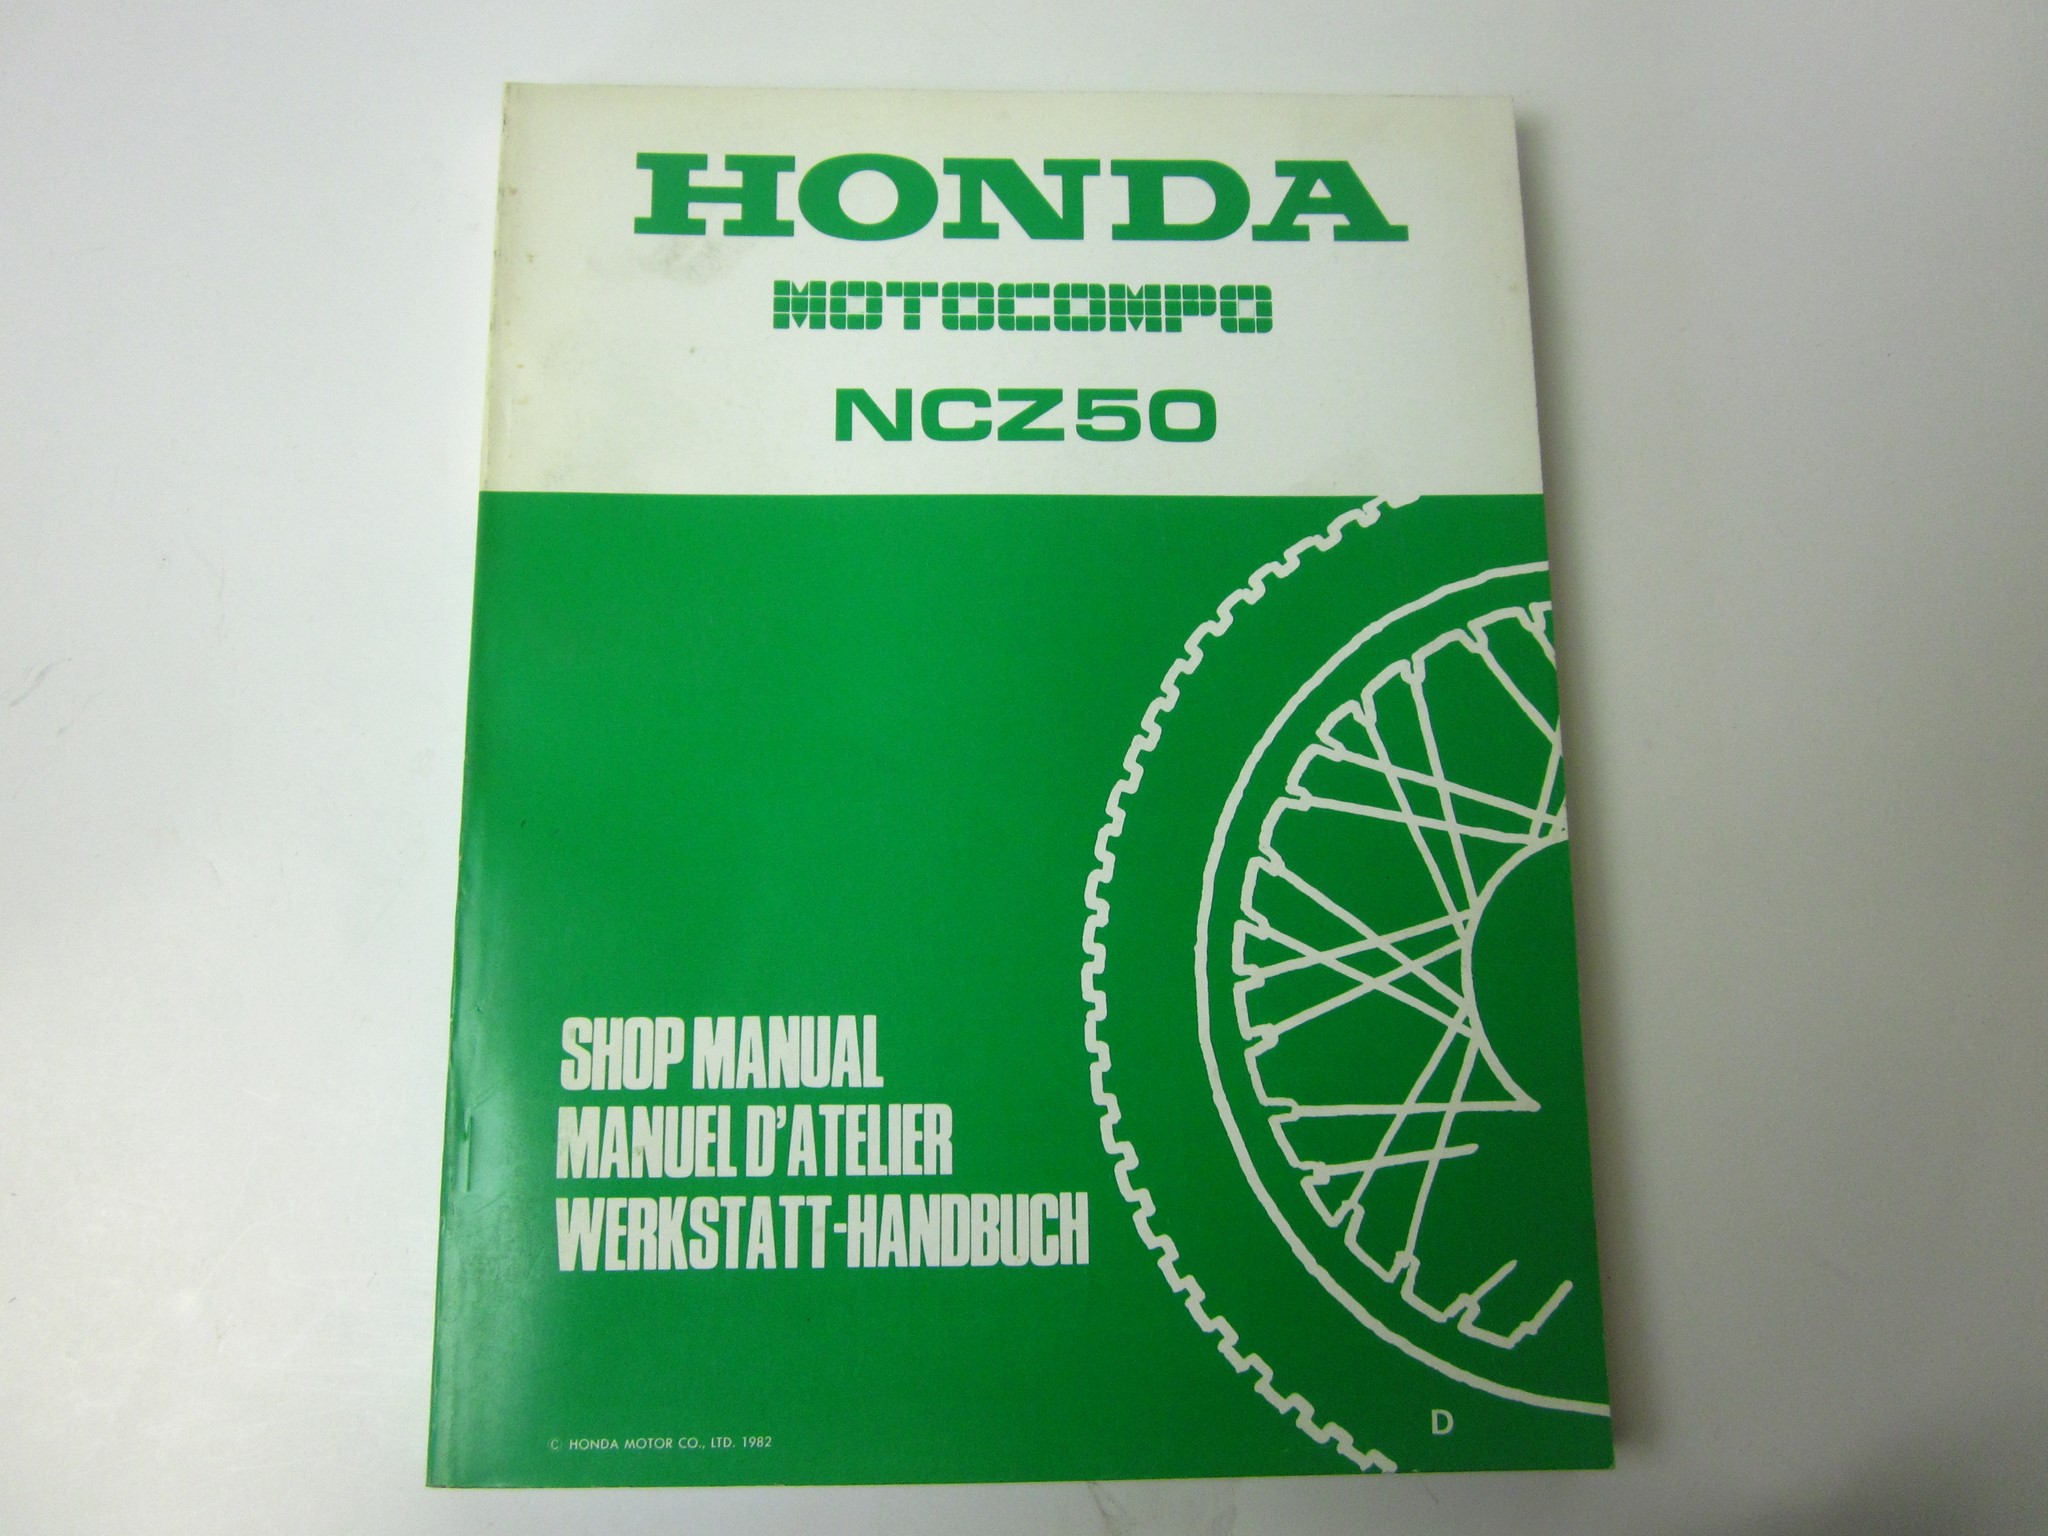 HONDA
MOTOCOMPO
NCZ50
SHOP MANUAL
MANUEL D'ATELIER
WERKSTATT-HANDBUCH
D
© HONDA MOTOR CO., LTD. 1982